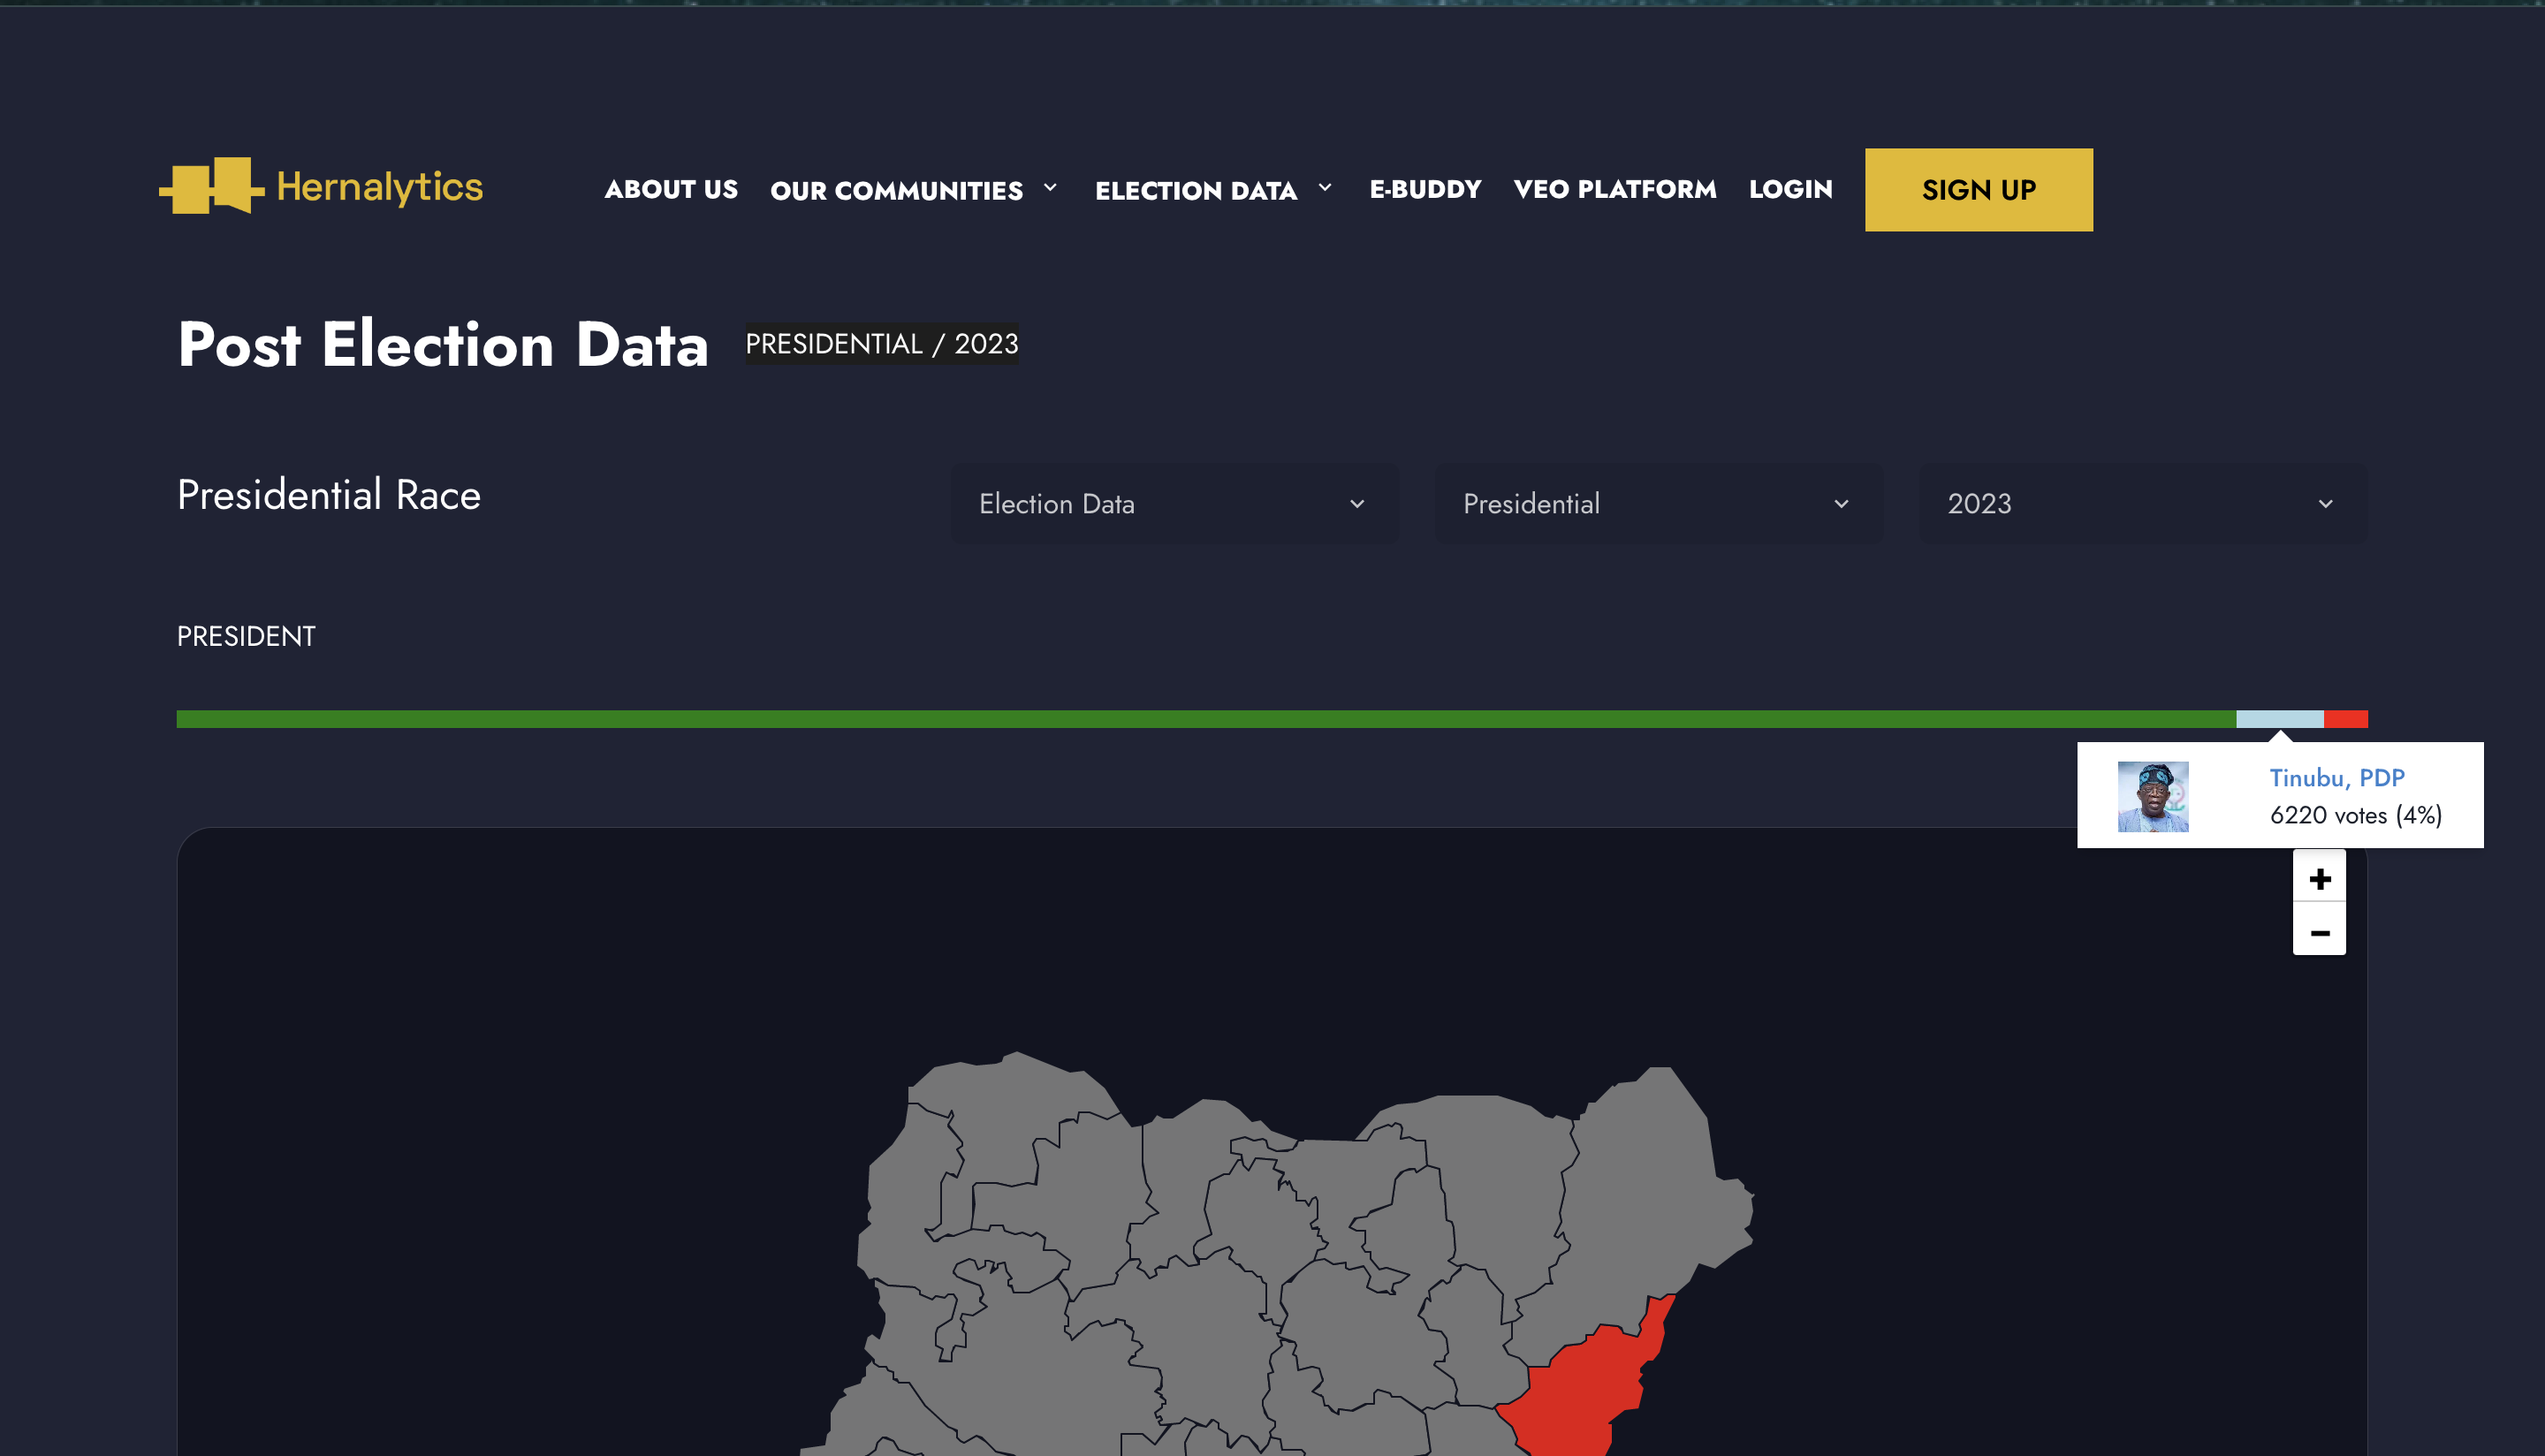 Hernalytics
ABOUT US OUR COMMUNITIES ELECTION DATA E-BUDDY VEO PLATFORM LOGIN SIGN UP
Post Election Data PRESIDENTIAL / 2023
Presidential Race Election Data Presidential 2023
PRESIDENT
Tinubu, PDP
6220 votes (4%)
+
−